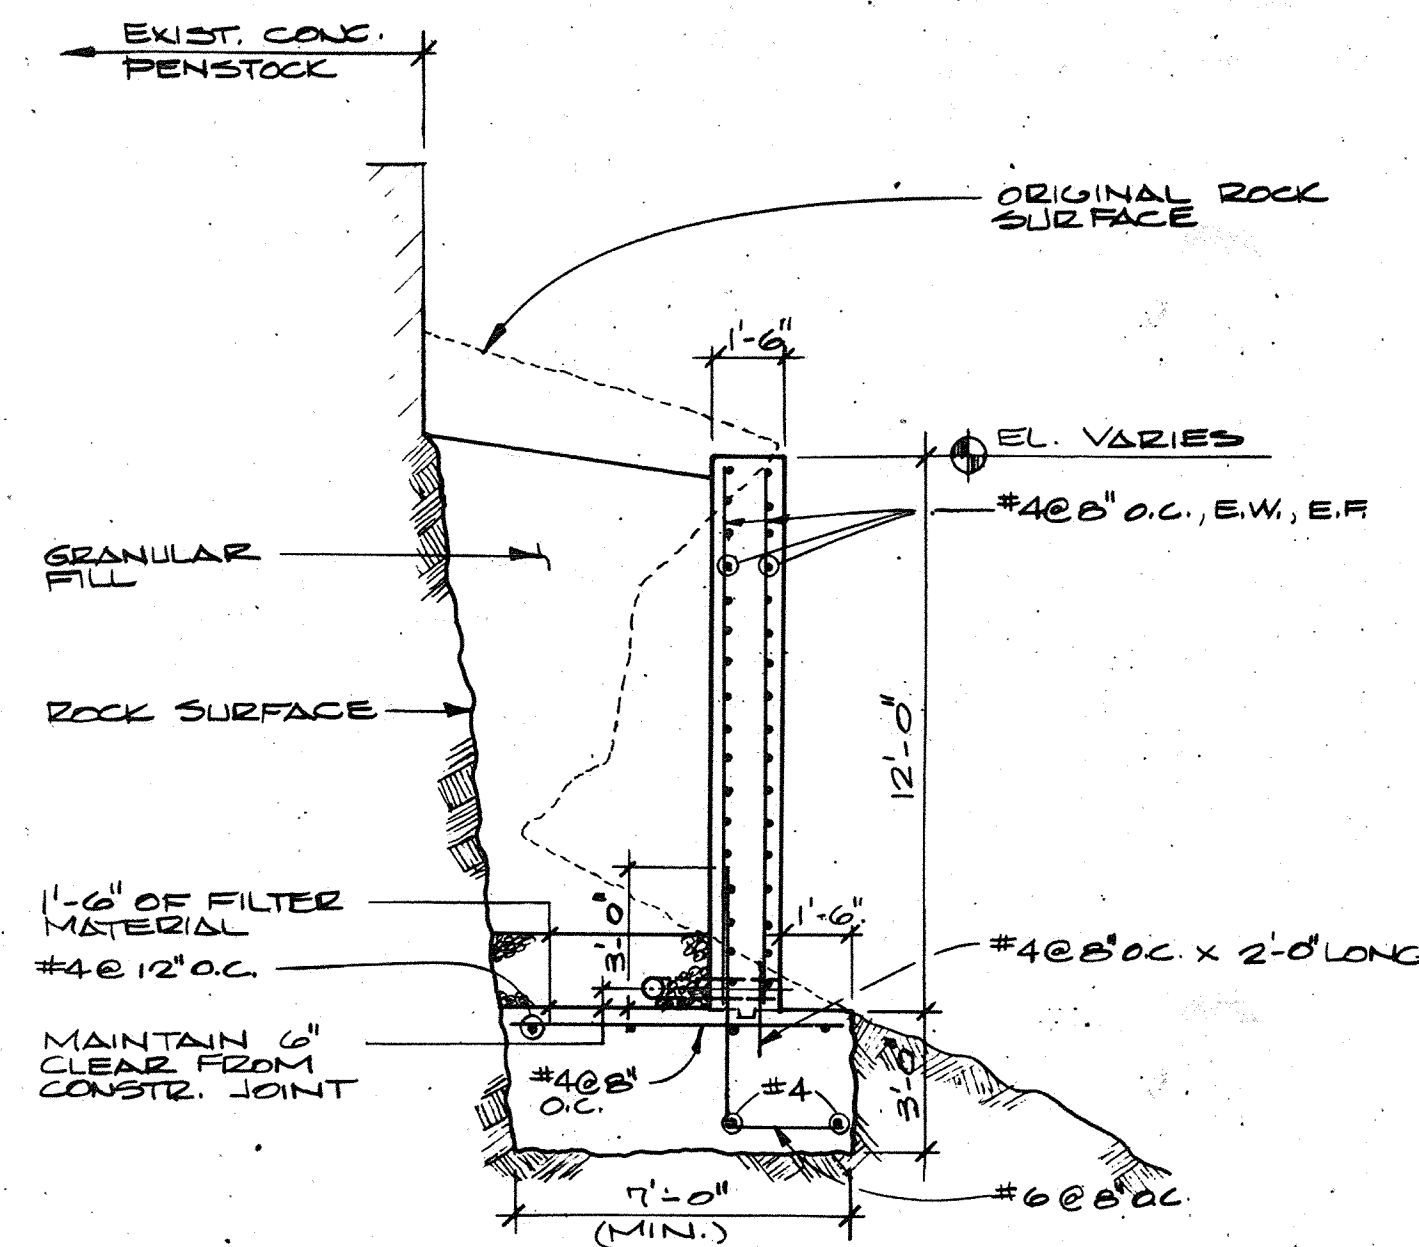 EXIST. CONC.
PENSTOCK
ORIGINAL ROCK
SURFACE
1'-6"
EL. VARIES
#4@8" O.C., E.W., E.F.
GRANULAR
FILL
ROCK SURFACE
12'-0"
1'-6" OF FILTER
MATERIAL
3'-0"
1'-6"
#4@8" O.C. X 2'-0" LONG
#4@12" O.C.
MAINTAIN 6"
CLEAR FROM
CONSTR. JOINT
#4@8"
O.C.
#4
3'-0"
#6@8" O.C.
7'-0"
(MIN.)